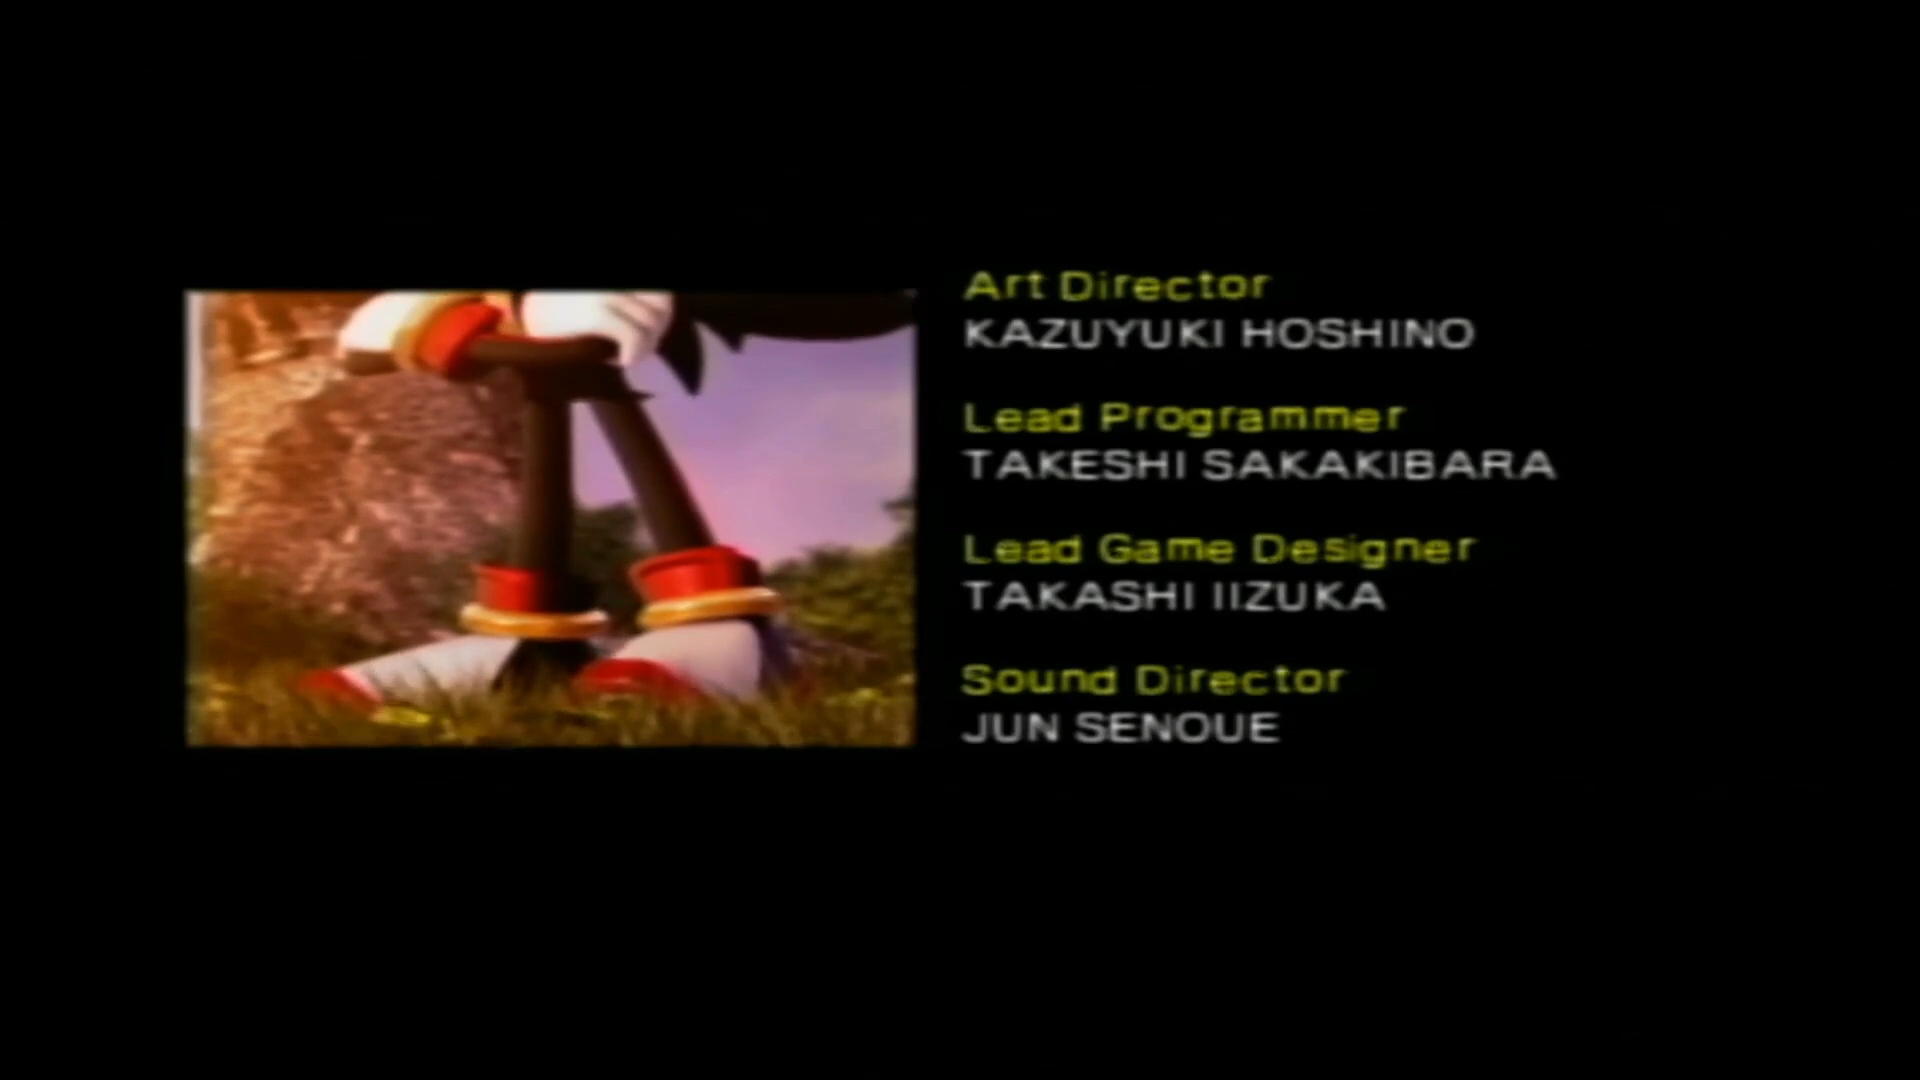 Art Director
KAZUYUKI HOSHINO
Lead Programmer
TAKESHI SAKAKIBARA
Lead Game Designer
TAKASHI IIZUKA
Sound Director
JUN SENOUE